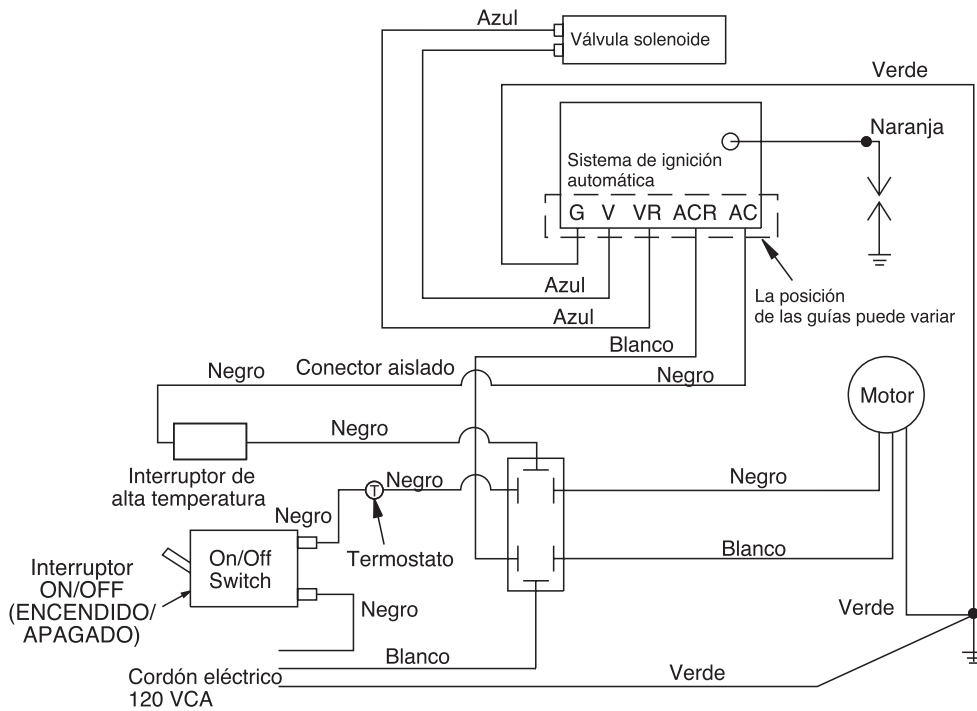 Azul
Válvula solenoide
Verde
Naranja
Sistema de ignición
automática
G V VR ACR AC
Azul
La posición
de las guías puede variar
Azul
Blanco
Negro
Conector aislado
Negro
Motor
Negro
Interruptor de
alta temperatura
Negro
Negro
T
Negro
On/Off
Switch
Termostato
Blanco
Interruptor
ON/OFF
(ENCENDIDO/
APAGADO)
Negro
Verde
Blanco
Cordón eléctrico
120 VCA
Verde